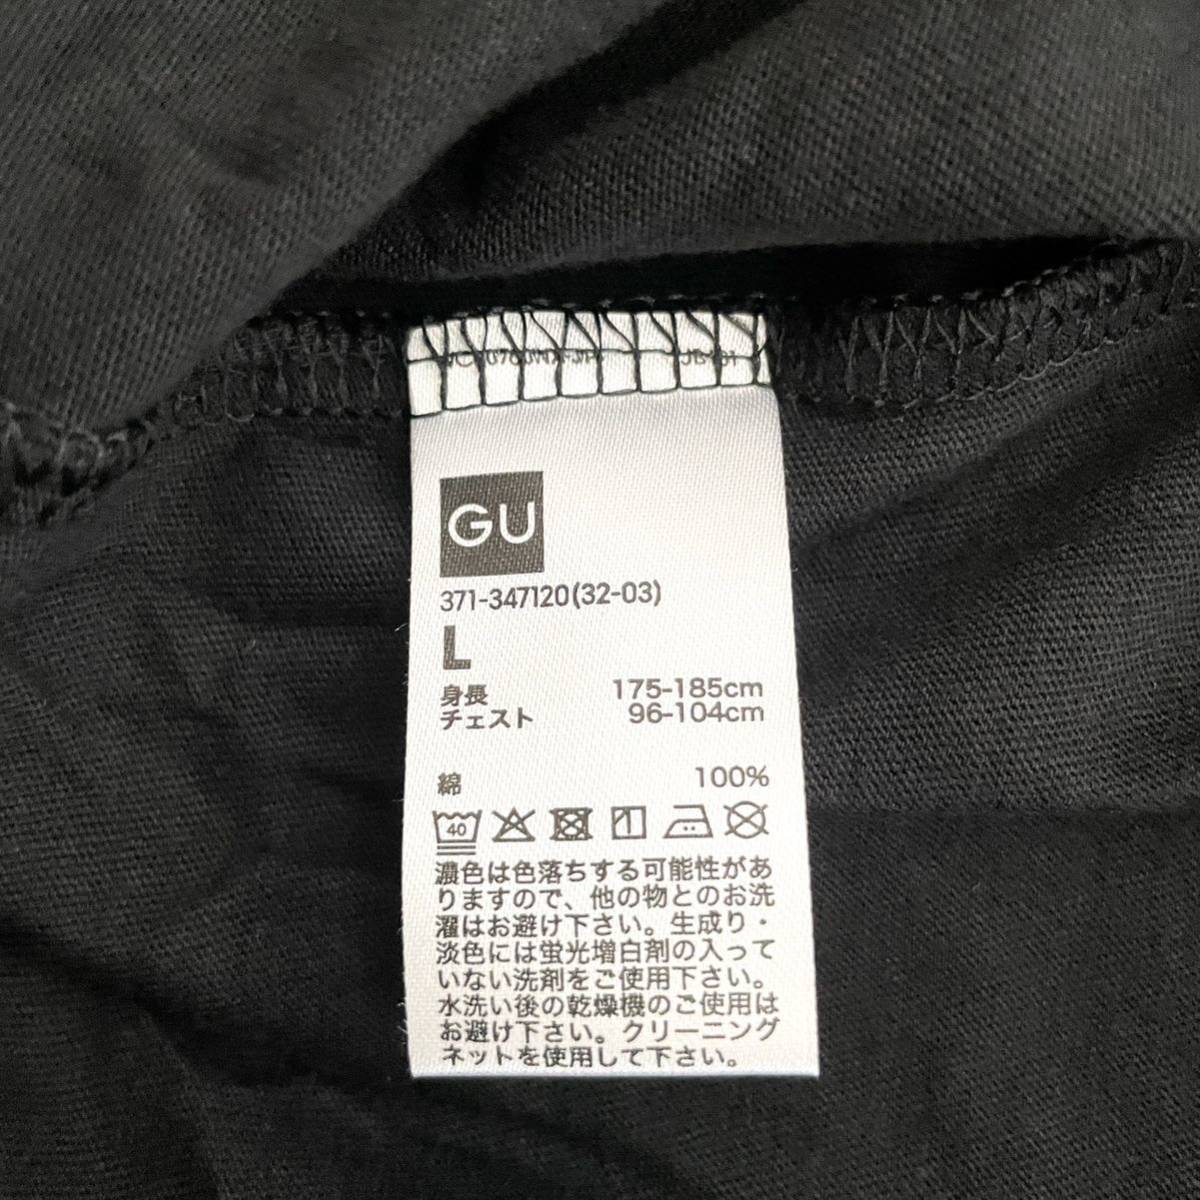 GU
371-347120(32-03)
L
身長 175-185cm
チェスト 96-104cm
綿 100%
40
濃色は色落ちする可能性があ
りますので、他の物とのお洗
濯はお避け下さい。生成り・
淡色には蛍光増白剤の入って
いない洗剤をご使用下さい。
水洗い後の乾燥機のご使用は
お避け下さい。クリーニング
ネットを使用して下さい。